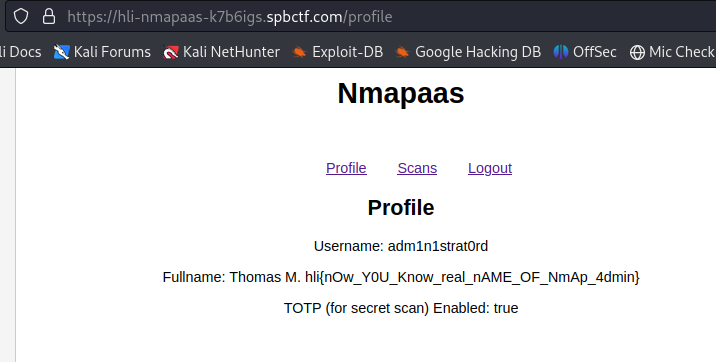 https://hli-nmapaas-k7b6igs.spbctf.com/profile
li Docs Kali Forums Kali NetHunter Exploit-DB Google Hacking DB OffSec Mic Check
Nmapaas
Profile Scans Logout
Profile
Username: adm1n1strat0rd
Fullname: Thomas M. hli{nOw_Y0U_Know_real_nAME_OF_NmAp_4dmin}
TOTP (for secret scan) Enabled: true